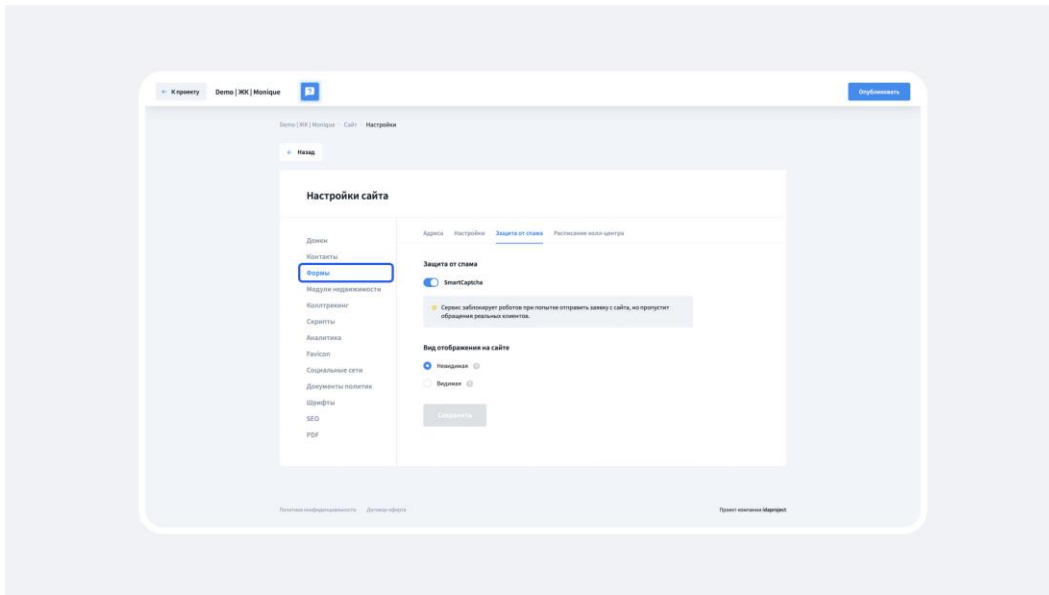 ← К проекту
Demo | ЖК | Monique
Опубликовать
Demo | ЖК | Monique · Сайт · Настройки
← Назад
Настройки сайта
Адреса Настройки Защита от спама Расписание колл-центра
Домен
Контакты
Формы
Модули недвижимости
Коллтрекинг
Скрипты
Аналитика
Favicon
Социальные сети
Документы политик
Шрифты
SEO
PDF
Защита от спама
SmartCaptcha
Сервис заблокирует роботов при попытке отправить заявку с сайта, но пропустит
обращения реальных клиентов.
Вид отображения на сайте
Невидимая ?
Видимая ?
Сохранить
Политика конфиденциальности Договор-оферта
Проект компании idaproject